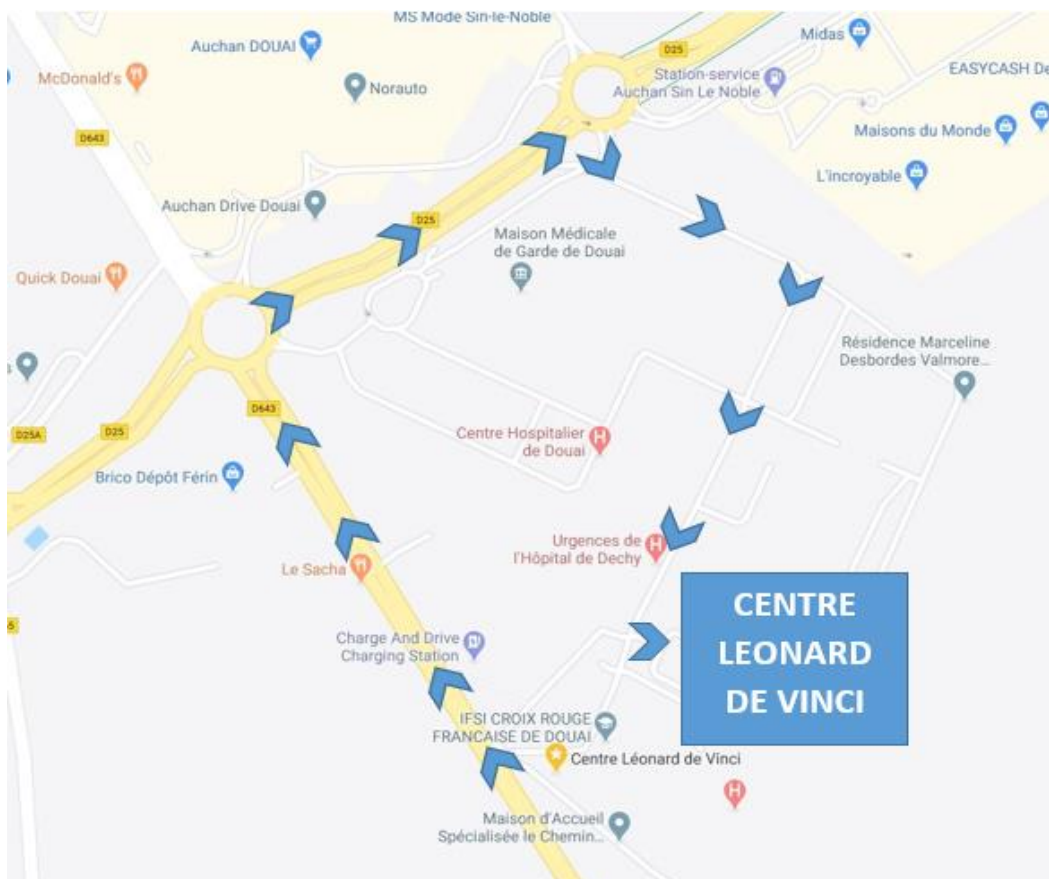 MS Mode Sin-le-Noble
Auchan DOUAI
D25
Midas
McDonald's
Norauto
Station-service
Auchan Sin Le Noble
EASYCASH De
D643
Maisons du Monde
L'incroyable
Auchan Drive Douai
D25
Maison Médicale
de Garde de Douai
Quick Douai
Résidence Marceline
Desbordes Valmore...
s
D643
D25A
D25
Centre Hospitalier
de Douai
Brico Dépôt Férin
Urgences de
l'Hôpital de Dechy
Le Sacha
CENTRE
LEONARD
DE VINCI
Charge And Drive
Charging Station
IFSI CROIX ROUGE
FRANCAISE DE DOUAI
Centre Léonard de Vinci
Maison d'Accueil
Spécialisée le Chemin...